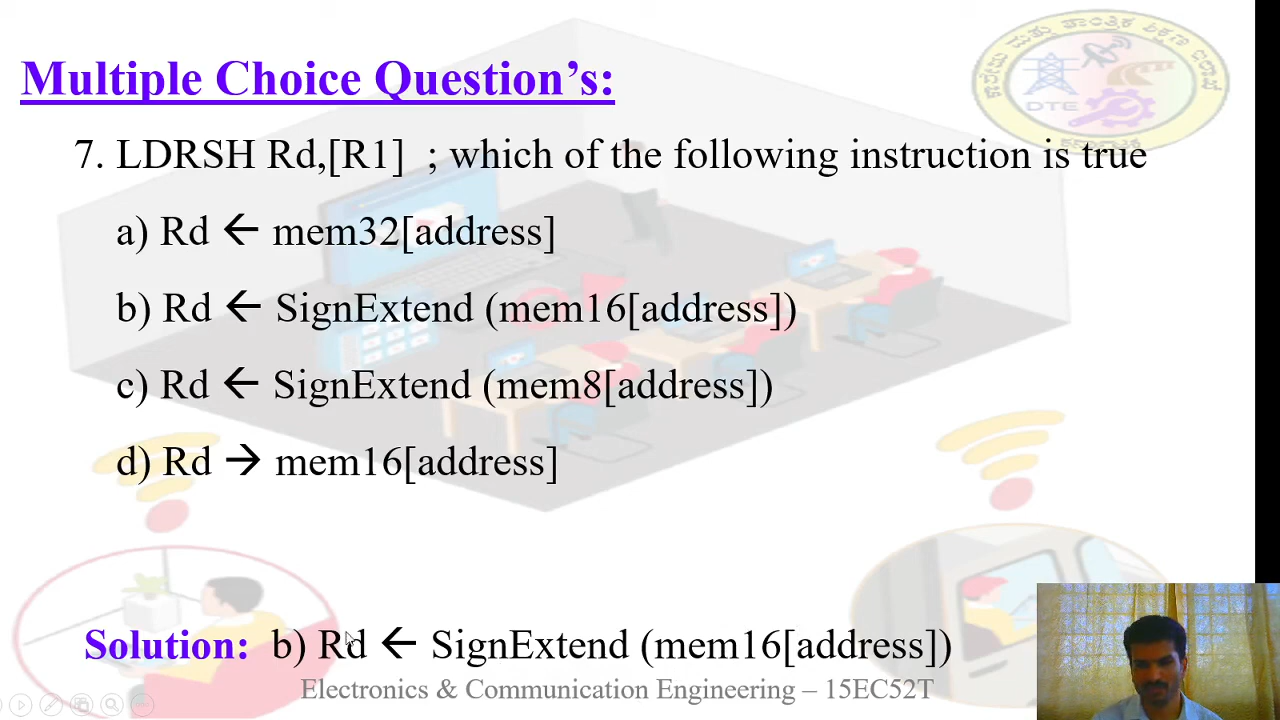 Multiple Choice Question’s:
DTE
7. LDRSH Rd,[R1] ; which of the following instruction is true
a) Rd ← mem32[address]
b) Rd ← SignExtend (mem16[address])
c) Rd ← SignExtend (mem8[address])
d) Rd → mem16[address]
Solution: b) Rd ← SignExtend (mem16[address])
Electronics & Communication Engineering – 15EC52T